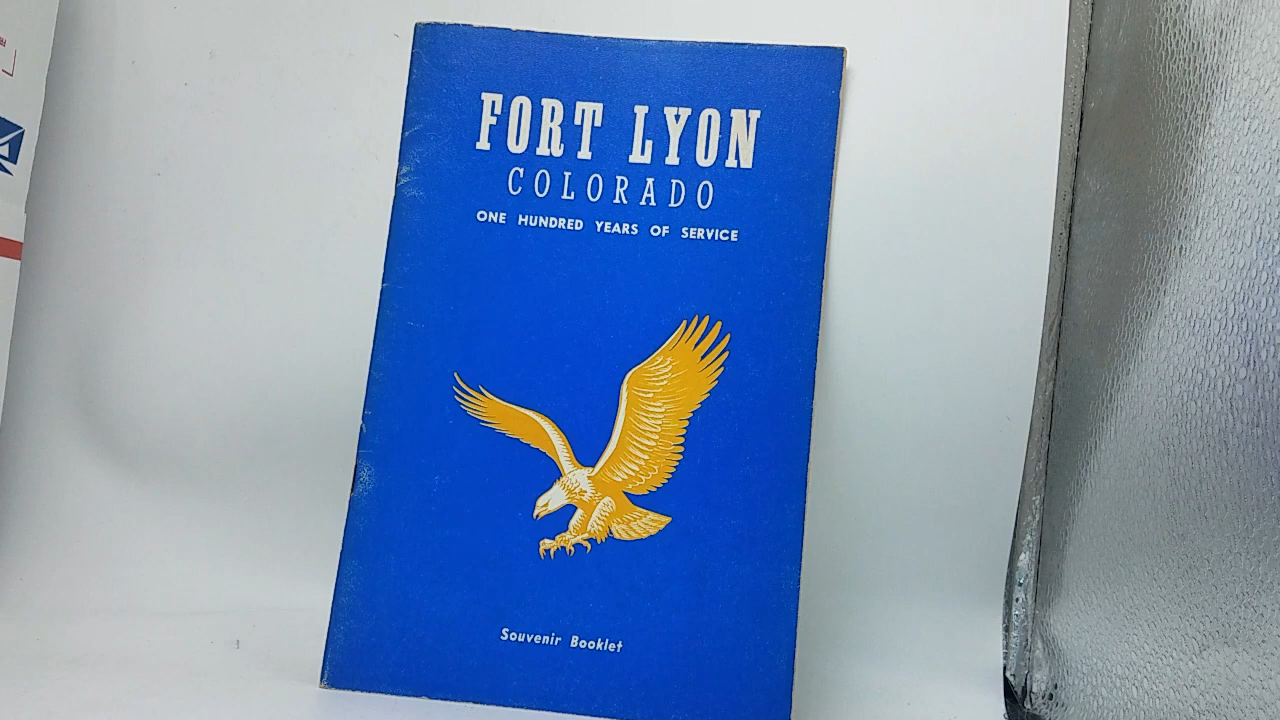 FORT LYON
COLORADO
ONE HUNDRED YEARS OF SERVICE
Souvenir Booklet